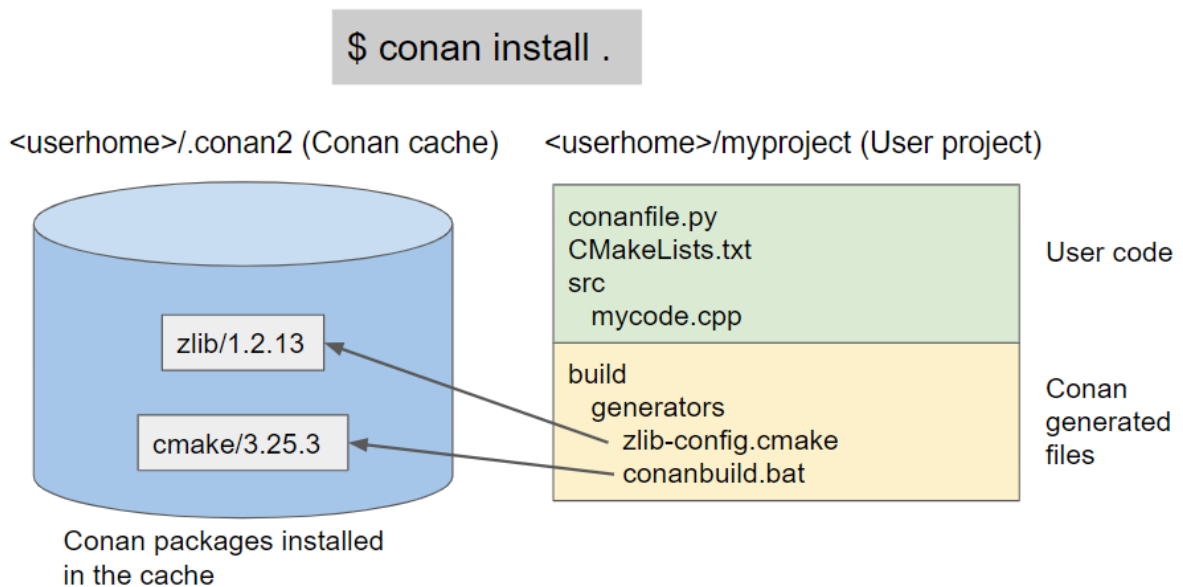 $ conan install .
<userhome>/.conan2 (Conan cache)
<userhome>/myproject (User project)
conanfile.py
CMakeLists.txt
src
mycode.cpp
User code
zlib/1.2.13
cmake/3.25.3
build
generators
zlib-config.cmake
conanbuild.bat
Conan
generated
files
Conan packages installed
in the cache